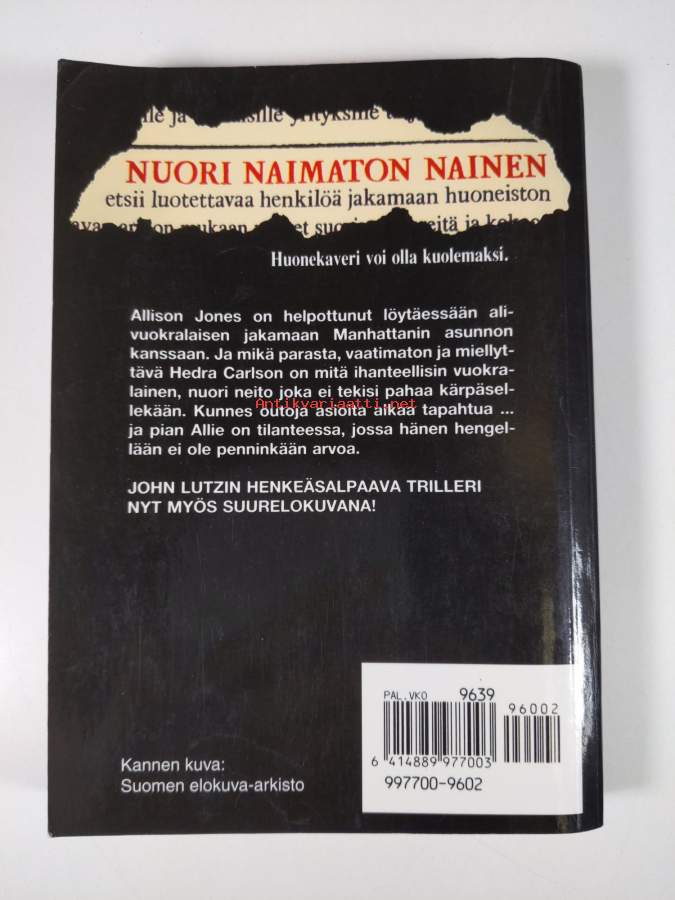 lle ja
yrityksille
NUORI NAIMATON NAINEN
etsii luotettavaa henkilöä jakamaan huoneiston
mukaan
Huonekaveri voi olla kuolemaksi.
Allison Jones on helpottunut löytäessään ali-
vuokralaisen jakamaan Manhattanin asunnon
kanssaan. Ja mikä parasta, vaatimaton ja miellyt-
tävä Hedra Carlson on mitä ihanteellisin vuokra-
lainen, nuori neito joka ei tekisi pahaa kärpäsel-
Antikvariaatti.net
lekään. Kunnes outoja asioita alkaa tapahtua ...
ja pian Allie on tilanteessa, jossa hänen hengel-
lään ei ole penninkään arvoa.
JOHN LUTZIN HENKEÄSALPAAVA TRILLERI
NYT MYÖS SUURELOKUVANA!
PAL.VKO 9639
96002
6 414889 977003
997700-9602
Kannen kuva:
Suomen elokuva-arkisto